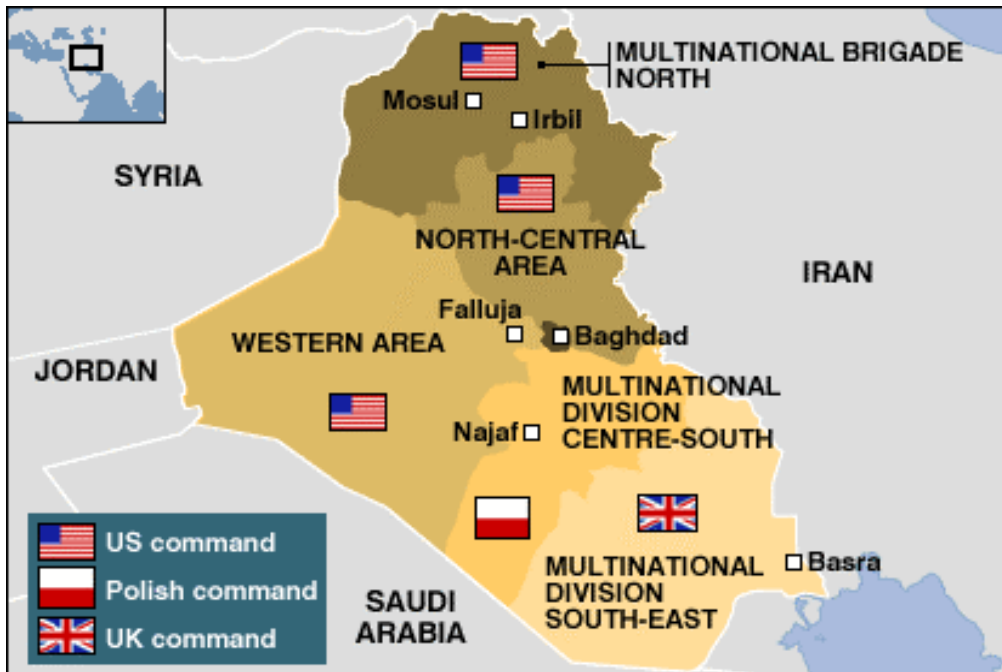 MULTINATIONAL BRIGADE
NORTH
Mosul
Irbil
SYRIA
NORTH-CENTRAL
AREA
IRAN
Falluja
WESTERN AREA
Baghdad
JORDAN
MULTINATIONAL
DIVISION
CENTRE-SOUTH
Najaf
US command
Polish command
UK command
SAUDI
ARABIA
MULTINATIONAL
DIVISION
SOUTH-EAST
Basra